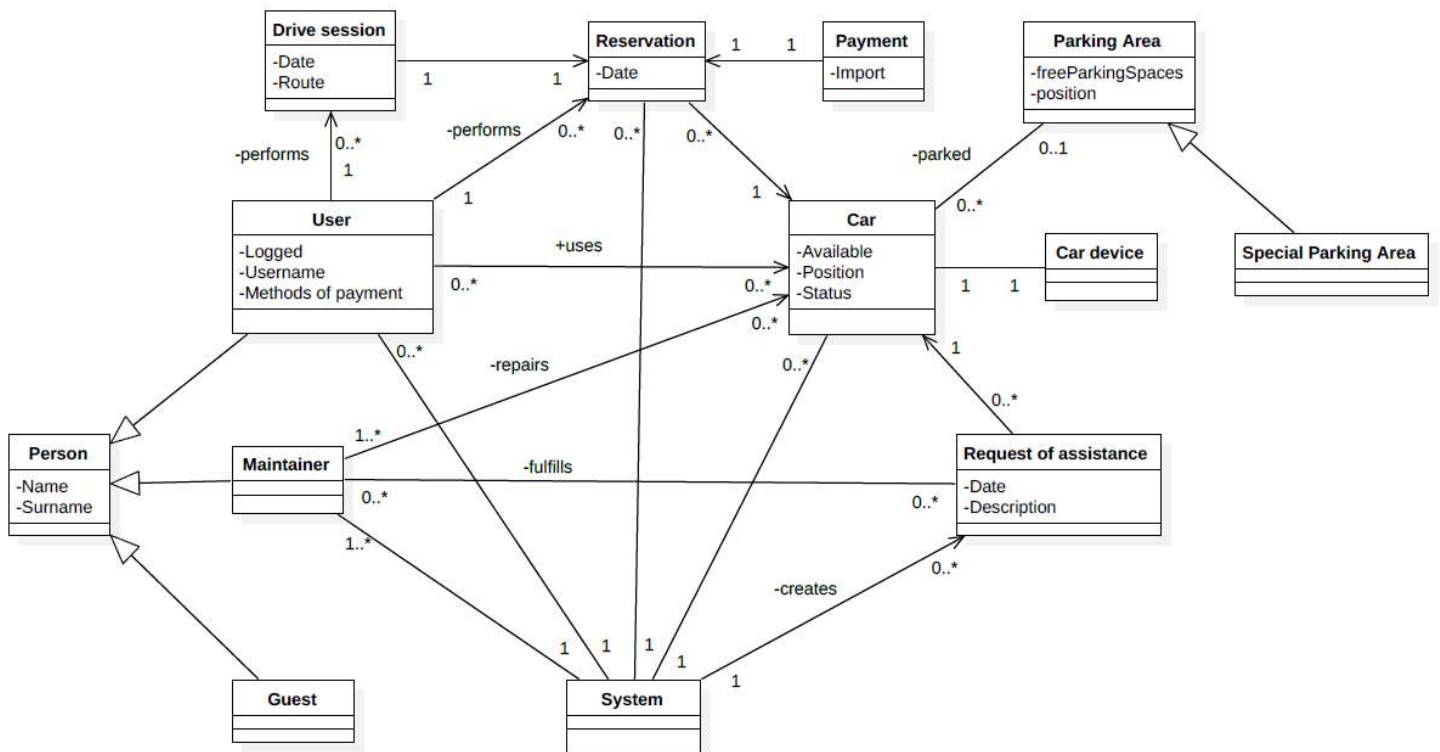 Drive session
-Date
-Route
Reservation
-Date
Payment
-Import
Parking Area
-freeParkingSpaces
-position
1
1
1
1
-performs
0..*
1
-performs
0..*
1
0..*
0..*
1
-parked
0..1
0..*
User
-Logged
-Username
-Methods of payment
+uses
0..*
0..*
Car
-Available
-Position
-Status
1
1
Car device
Special Parking Area
0..*
0..*
-repairs
0..*
1
0..*
1..*
Person
-Name
-Surname
Maintainer
-fulfills
0..*
0..*
Request of assistance
-Date
-Description
1..*
0..*
-creates
1
1
1
1
1
Guest
System